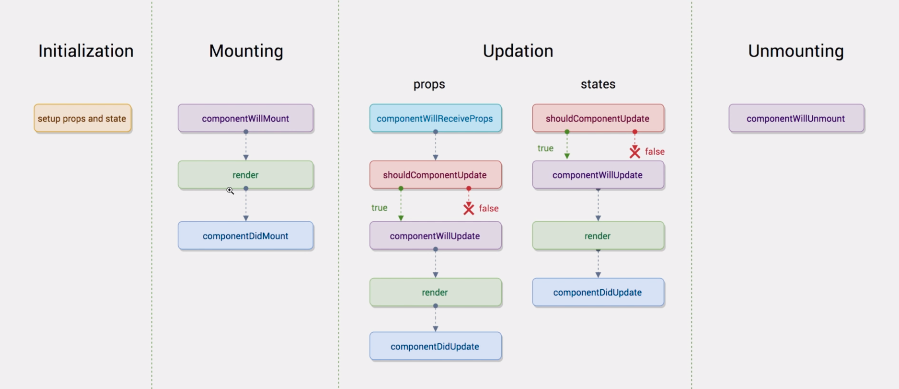 Initialization
Mounting
Updation
Unmounting
props
states
setup props and state
componentWillMount
render
componentDidMount
componentWillReceiveProps
shouldComponentUpdate
true
false
componentWillUpdate
render
componentDidUpdate
shouldComponentUpdate
true
false
componentWillUpdate
render
componentDidUpdate
componentWillUnmount